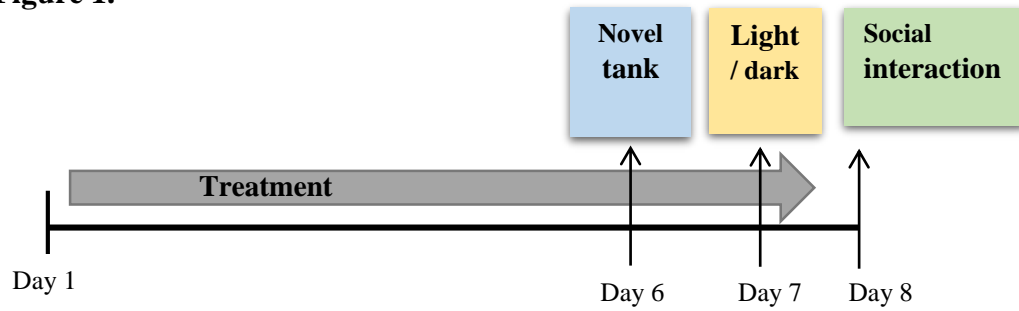 Figure 1.
Novel
tank
Light
/ dark
Social
interaction
Treatment
Day 1
Day 6
Day 7
Day 8